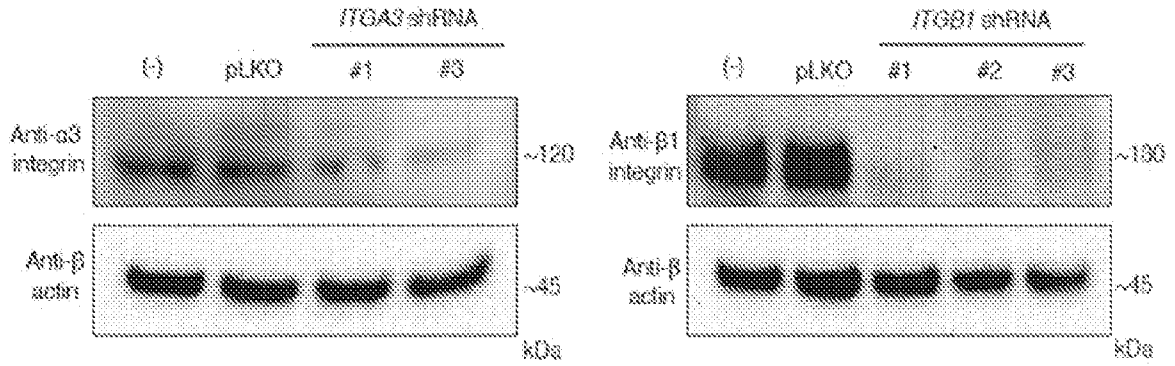 ITGA3 shRNA
(-) pLKO #1 #3
Anti-α3
integrin
~120
Anti-β
actin
~45
kDa
ITGB1 shRNA
(-) pLKO #1 #2 #3
Anti-β1
integrin
~130
Anti-β
actin
~45
kDa